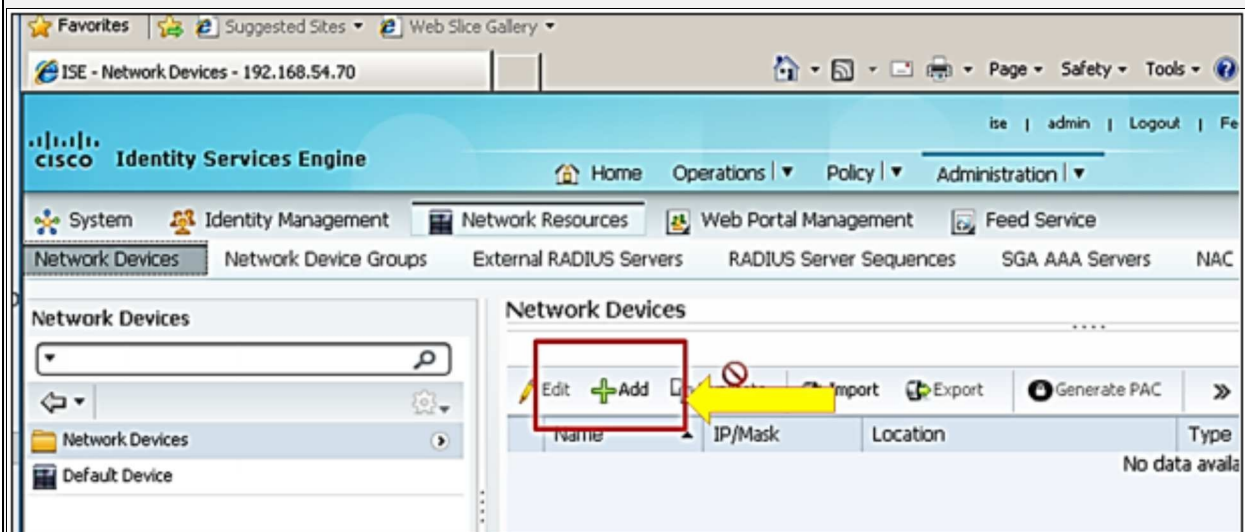 Favorites Suggested Sites Web Slice Gallery
ISE - Network Devices - 192.168.54.70 Page Safety Tools
ise | admin | Logout | Fe
CISCO Identity Services Engine
Home Operations | Policy | Administration |
System Identity Management Network Resources Web Portal Management Feed Service
Network Devices Network Device Groups External RADIUS Servers RADIUS Server Sequences SGA AAA Servers NAC
Network Devices
Network Devices
Edit Add Import Export Generate PAC
Network Devices
Name IP/Mask Location Type
Default Device
No data availa